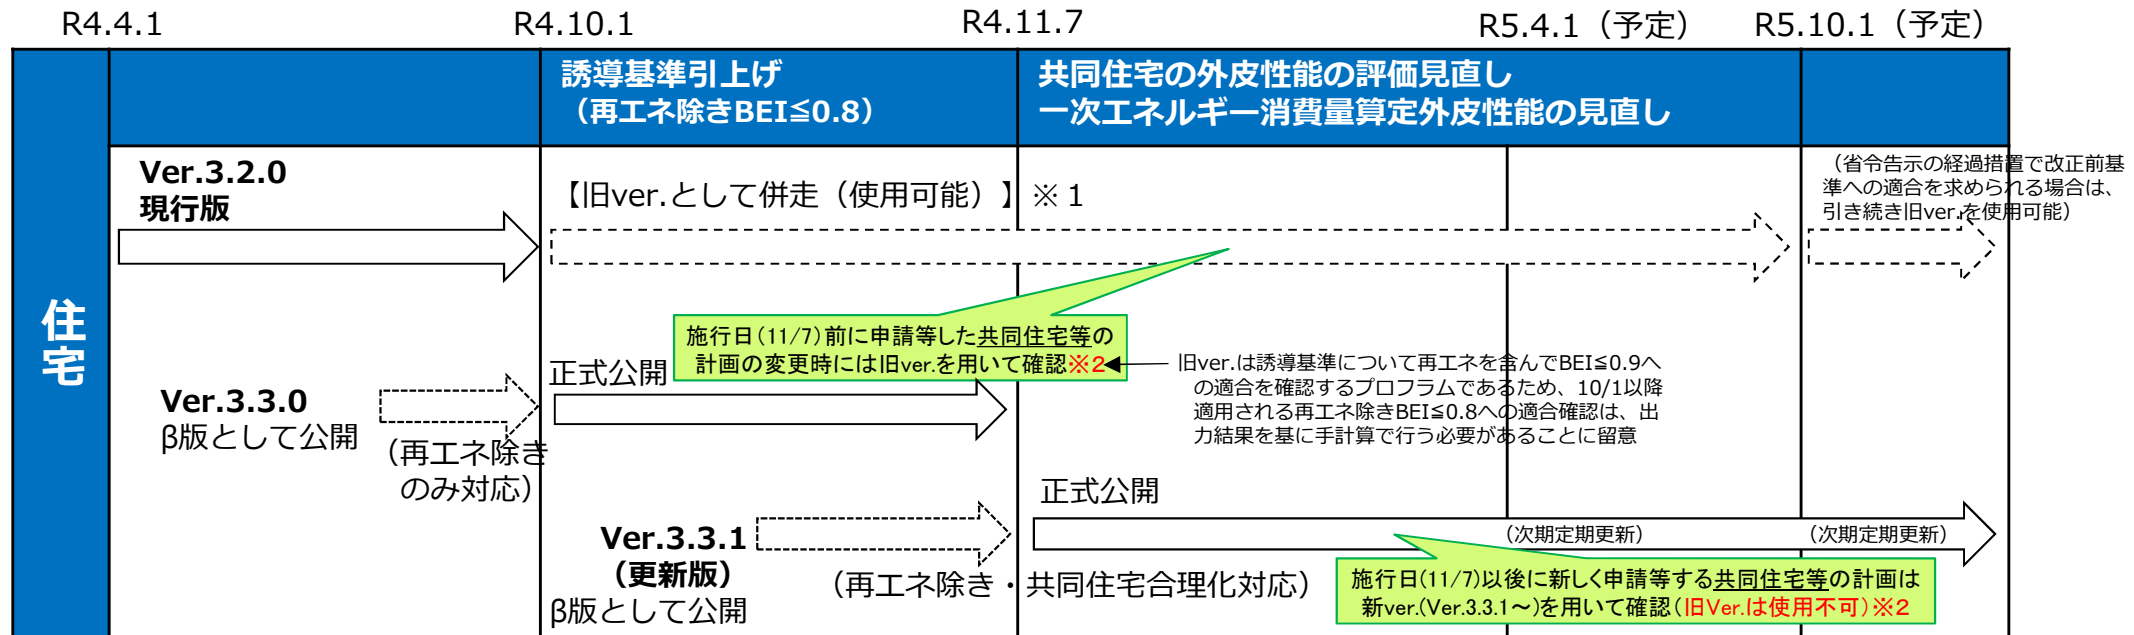 R4.4.1
R4.10.1
R4.11.7
R5.4.1（予定）
R5.10.1（予定）
誘導基準引上げ
（再エネ除きBEI≦0.8）
共同住宅の外皮性能の評価見直し
一次エネルギー消費量算定外皮性能の見直し
住宅
Ver.3.2.0
現行版
【旧ver.として併走（使用可能）】※１
（省令告示の経過措置で改正前基
準への適合を求められる場合は、
引き続き旧ver.を使用可能）
施行日(11/7)前に申請等した共同住宅等の
計画の変更時には旧ver.を用いて確認※2
旧ver.は誘導基準について再エネを含んでBEI≦0.9へ
の適合を確認するプロフラムであるため、10/1以降
適用される再エネ除きBEI≦0.8への適合確認は、出
力結果を基に手計算で行う必要があることに留意
Ver.3.3.0
β版として公開
（再エネ除き
のみ対応）
正式公開
Ver.3.3.1
（更新版）
β版として公開
（再エネ除き・共同住宅合理化対応）
正式公開
（次期定期更新）
（次期定期更新）
施行日(11/7)以後に新しく申請等する共同住宅等の計画は
新ver.(Ver.3.3.1～)を用いて確認(旧Ver.は使用不可)※2